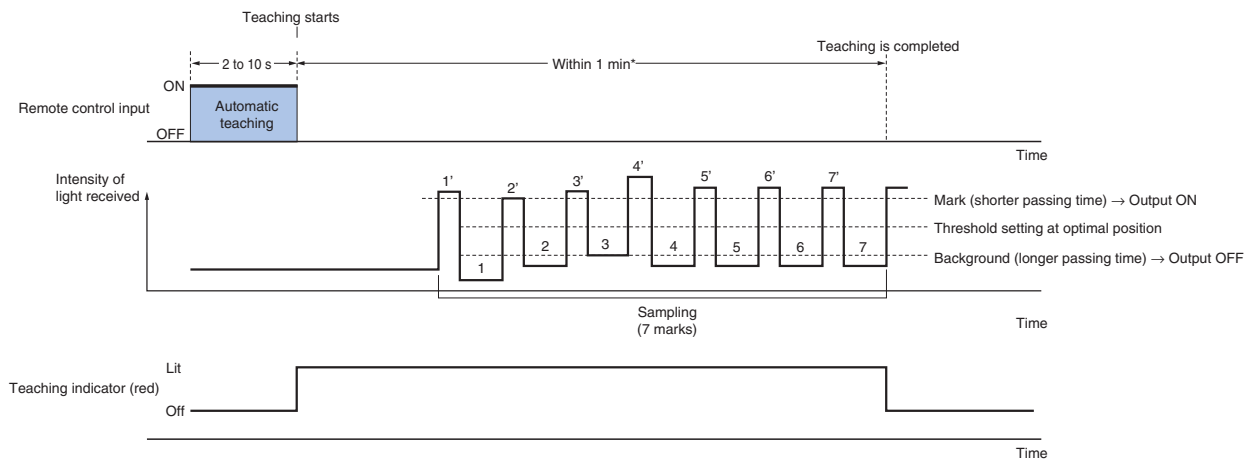 Teaching starts
Teaching is completed
2 to 10 s
Within 1 min*
ON
Remote control input
Automatic
teaching
OFF
Time
Intensity of
light received
1' 2' 3' 4' 5' 6' 7'
Mark (shorter passing time) → Output ON
Threshold setting at optimal position
1 2 3 4 5 6 7
Background (longer passing time) → Output OFF
Sampling
(7 marks)
Time
Lit
Teaching indicator (red)
Off
Time